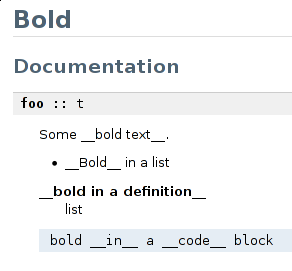 Bold
Documentation
foo :: t
Some __bold text__.
• __Bold__ in a list
__bold in a definition__
list
bold __in__ a __code__ block